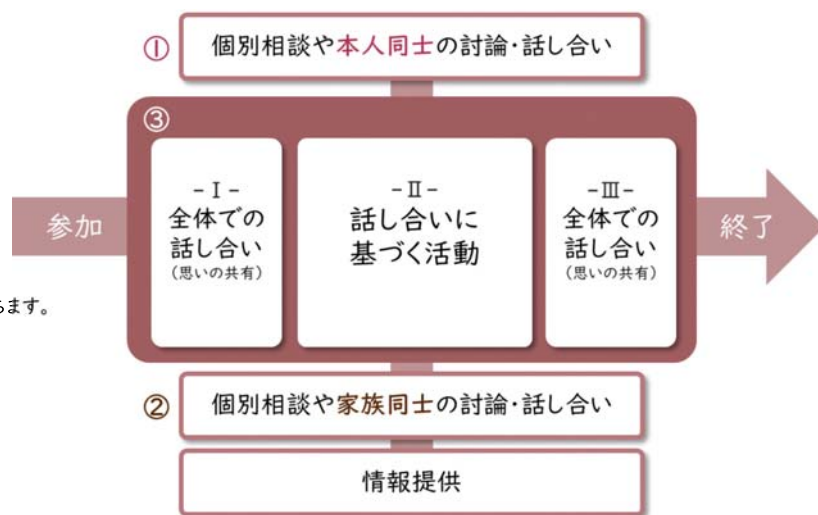 ① 個別相談や本人同士の討論・話し合い
③
参加
- Ⅰ -
全体での
話し合い
(思いの共有)
- Ⅱ -
話し合いに
基づく活動
- Ⅲ -
全体での
話し合い
(思いの共有)
終了
ます。
② 個別相談や家族同士の討論・話し合い
情報提供